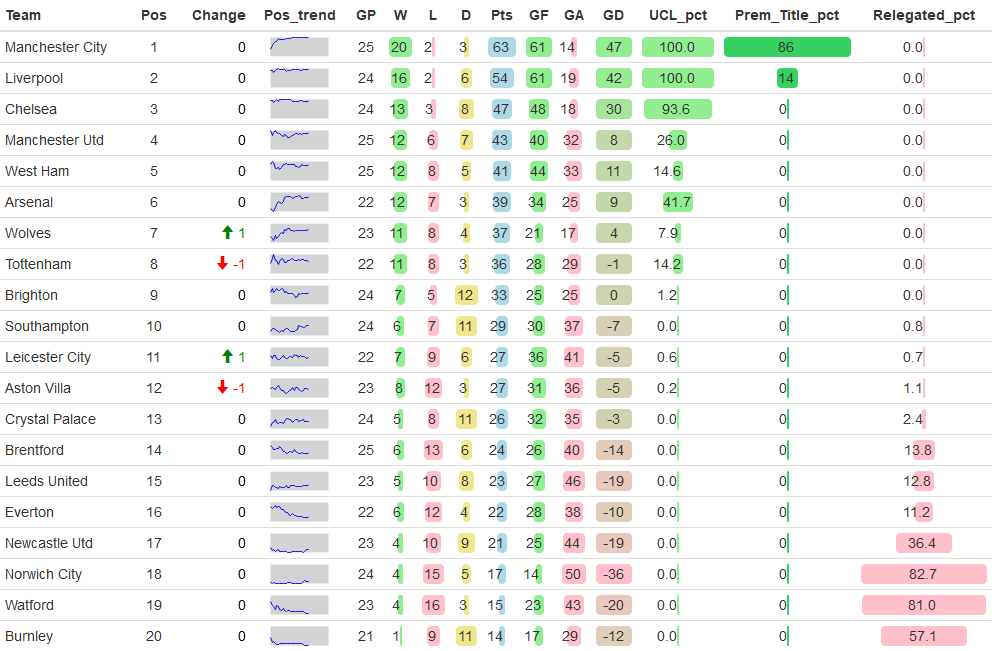 Team Pos Change Pos_trend GP W L D Pts GF GA GD UCL_pct Prem_Title_pct Relegated_pct
Manchester City 1 0 25 20 2 3 63 61 14 47 100.0 86 0.0
Liverpool 2 0 24 16 2 6 54 61 19 42 100.0 14 0.0
Chelsea 3 0 24 13 3 8 47 48 18 30 93.6 0 0.0
Manchester Utd 4 0 25 12 6 7 43 40 32 8 26.0 0 0.0
West Ham 5 0 25 12 8 5 41 44 33 11 14.6 0 0.0
Arsenal 6 0 22 12 7 3 39 34 25 9 41.7 0 0.0
Wolves 7 1 23 11 8 4 37 21 17 4 7.9 0 0.0
Tottenham 8 -1 22 11 8 3 36 28 29 -1 14.2 0 0.0
Brighton 9 0 24 7 5 12 33 25 25 0 1.2 0 0.0
Southampton 10 0 24 6 7 11 29 30 37 -7 0.0 0 0.8
Leicester City 11 1 22 7 9 6 27 36 41 -5 0.6 0 0.7
Aston Villa 12 -1 23 8 12 3 27 31 36 -5 0.2 0 1.1
Crystal Palace 13 0 24 5 8 11 26 32 35 -3 0.0 0 2.4
Brentford 14 0 25 6 13 6 24 26 40 -14 0.0 0 13.8
Leeds United 15 0 23 5 10 8 23 27 46 -19 0.0 0 12.8
Everton 16 0 22 6 12 4 22 28 38 -10 0.0 0 11.2
Newcastle Utd 17 0 23 4 10 9 21 25 44 -19 0.0 0 36.4
Norwich City 18 0 24 4 15 5 17 14 50 -36 0.0 0 82.7
Watford 19 0 23 4 16 3 15 23 43 -20 0.0 0 81.0
Burnley 20 0 21 1 9 11 14 17 29 -12 0.0 0 57.1